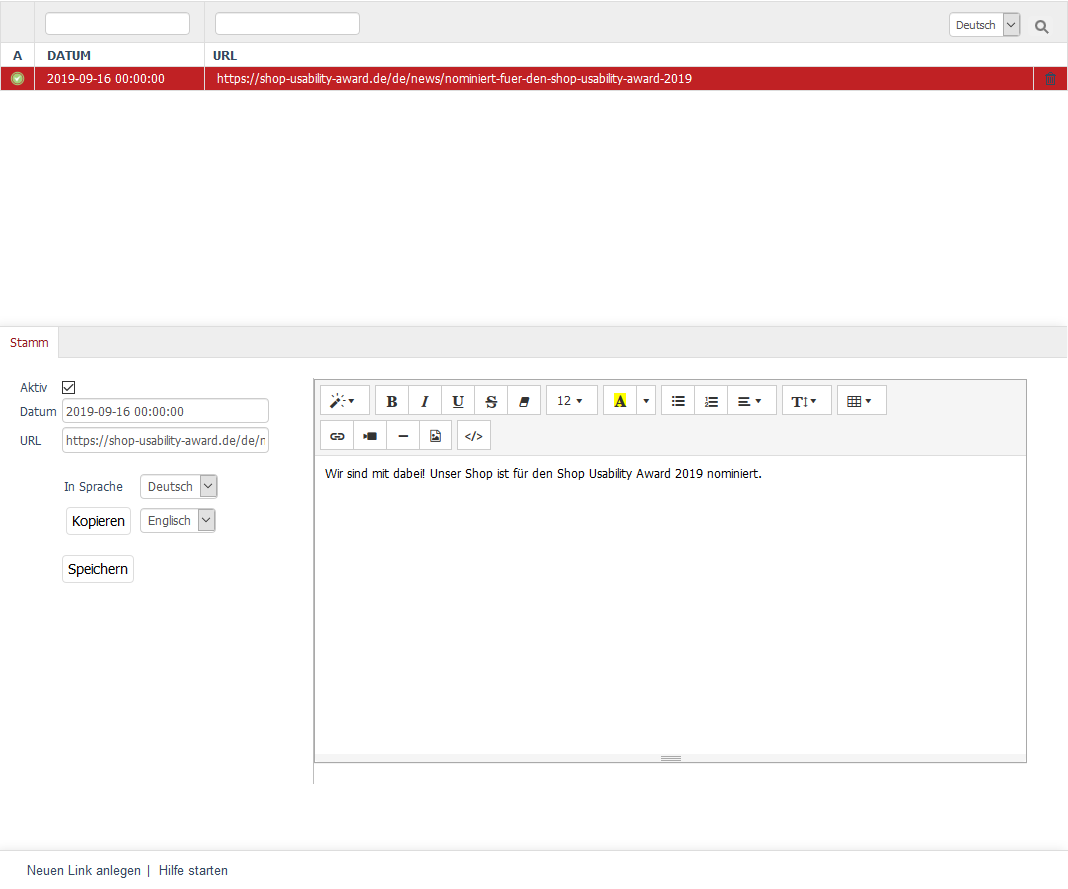 Deutsch
A DATUM URL
2019-09-16 00:00:00 https://shop-usability-award.de/de/news/nominiert-fuer-den-shop-usability-award-2019
Stamm
Aktiv
Datum 2019-09-16 00:00:00
URL https://shop-usability-award.de/de/n
In Sprache Deutsch
Kopieren Englisch
Speichern
B I U S 12 A T
</>
Wir sind mit dabei! Unser Shop ist für den Shop Usability Award 2019 nominiert.
Neuen Link anlegen | Hilfe starten